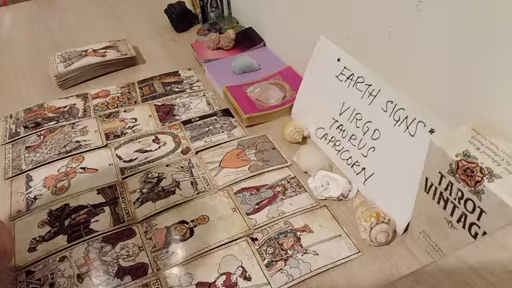 * EARTH SIGNS *
VIRGO
TAURUS
CAPRICORN
TAROT
VINTAGE